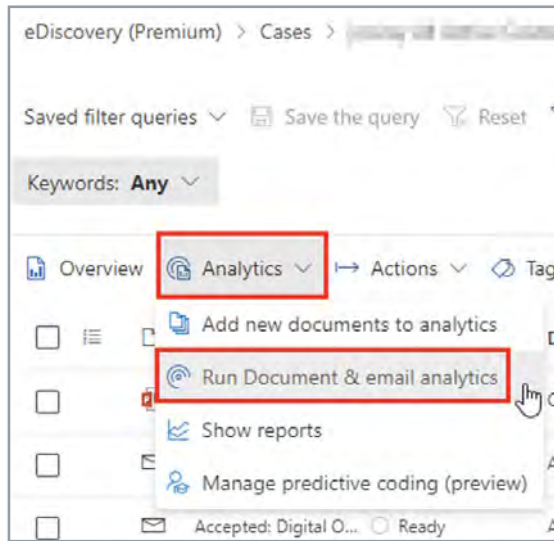 eDiscovery (Premium) > Cases >
Saved filter queries Save the query Reset
Keywords: Any
Overview Analytics Actions Tag
Add new documents to analytics
Run Document & email analytics
Show reports
Manage predictive coding (preview)
Accepted: Digital O... Ready